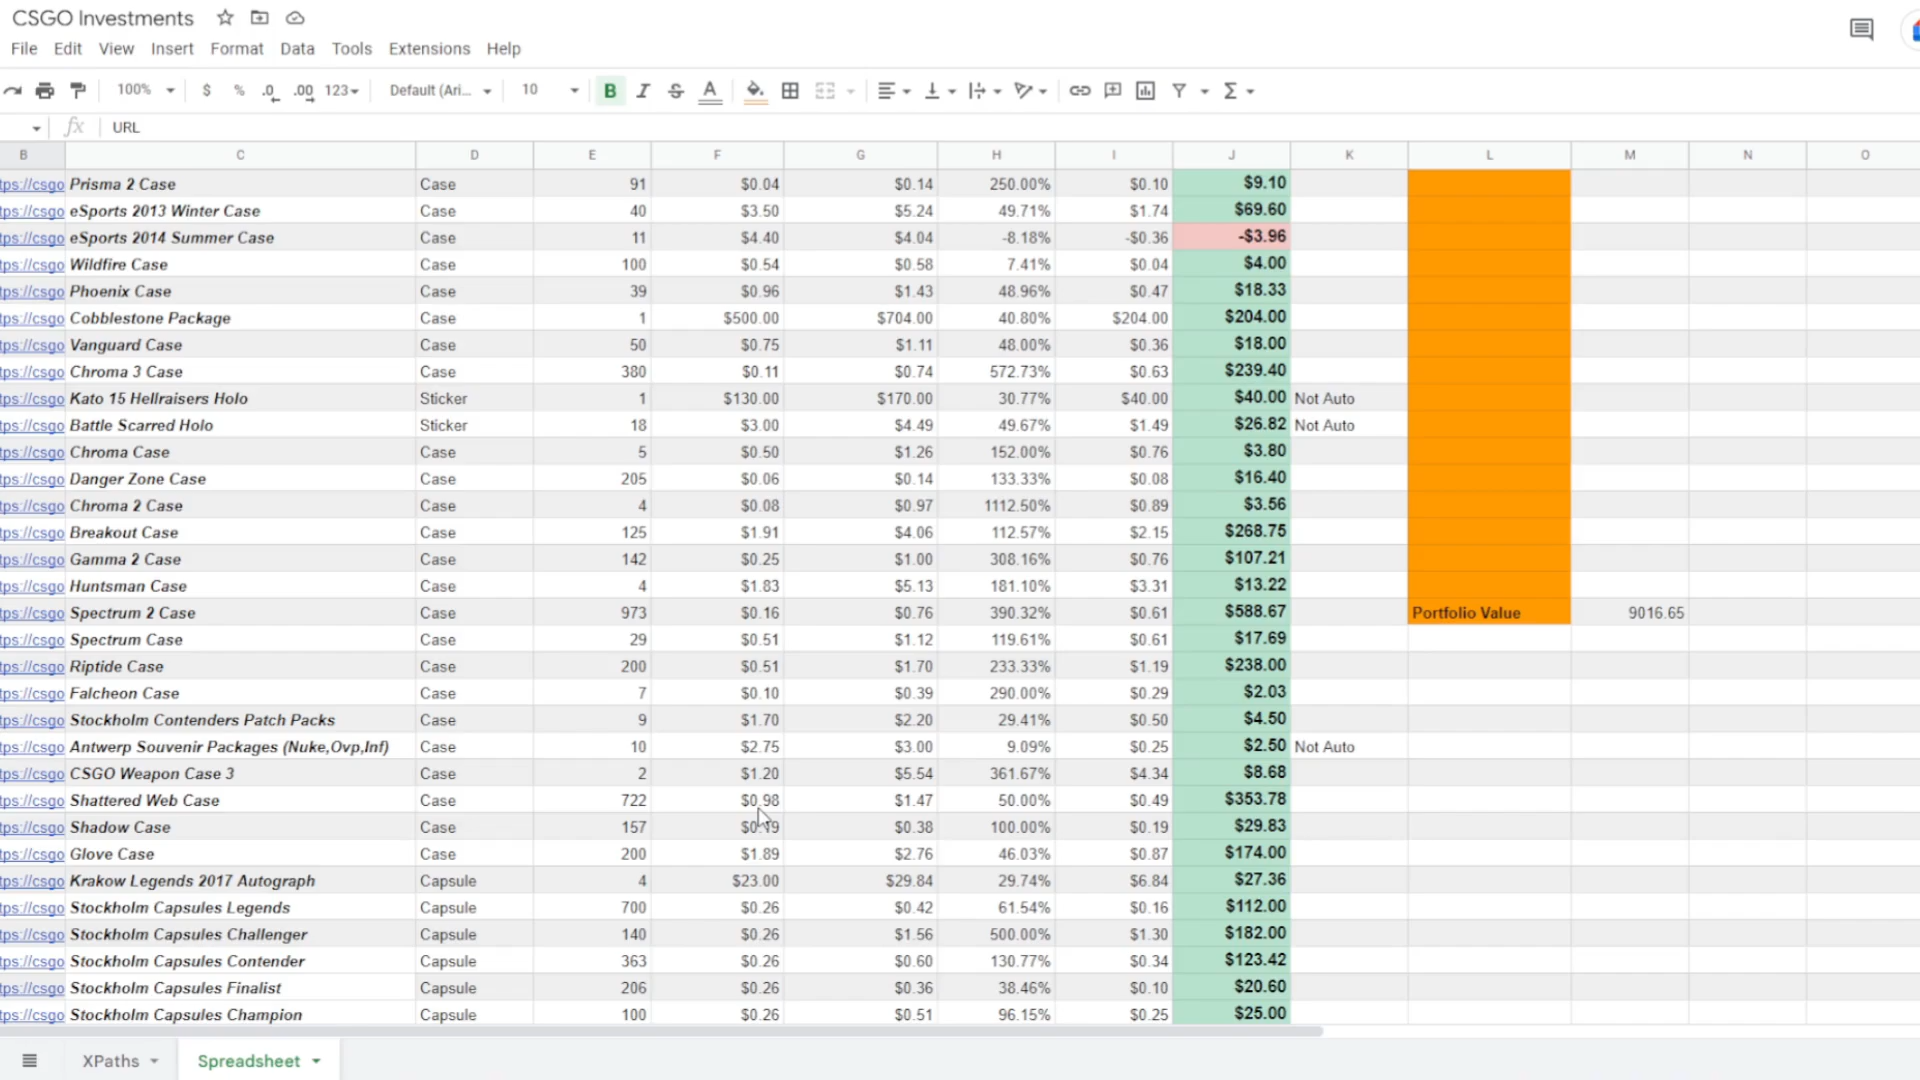 CSGO Investments
File Edit View Insert Format Data Tools Extensions Help
100% $ % .0 .00 123 Default (Ari... 10 B I S A Σ
fx URL
B C D E F G H I J K L M N O
tps://csgo Prisma 2 Case Case 91 $0.04 $0.14 250.00% $0.10 $9.10
tps://csgo eSports 2013 Winter Case Case 40 $3.50 $5.24 49.71% $1.74 $69.60
tps://csgo eSports 2014 Summer Case Case 11 $4.40 $4.04 -8.18% -$0.36 -$3.96
tps://csgo Wildfire Case Case 100 $0.54 $0.58 7.41% $0.04 $4.00
tps://csgo Phoenix Case Case 39 $0.96 $1.43 48.96% $0.47 $18.33
tps://csgo Cobblestone Package Case 1 $500.00 $704.00 40.80% $204.00 $204.00
tps://csgo Vanguard Case Case 50 $0.75 $1.11 48.00% $0.36 $18.00
tps://csgo Chroma 3 Case Case 380 $0.11 $0.74 572.73% $0.63 $239.40
tps://csgo Kato 15 Hellraisers Holo Sticker 1 $130.00 $170.00 30.77% $40.00 $40.00 Not Auto
tps://csgo Battle Scarred Holo Sticker 18 $3.00 $4.49 49.67% $1.49 $26.82 Not Auto
tps://csgo Chroma Case Case 5 $0.50 $1.26 152.00% $0.76 $3.80
tps://csgo Danger Zone Case Case 205 $0.06 $0.14 133.33% $0.08 $16.40
tps://csgo Chroma 2 Case Case 4 $0.08 $0.97 1112.50% $0.89 $3.56
tps://csgo Breakout Case Case 125 $1.91 $4.06 112.57% $2.15 $268.75
tps://csgo Gamma 2 Case Case 142 $0.25 $1.00 308.16% $0.76 $107.21
tps://csgo Huntsman Case Case 4 $1.83 $5.13 181.10% $3.31 $13.22
tps://csgo Spectrum 2 Case Case 973 $0.16 $0.76 390.32% $0.61 $588.67 Portfolio Value 9016.65
tps://csgo Spectrum Case Case 29 $0.51 $1.12 119.61% $0.61 $17.69
tps://csgo Riptide Case Case 200 $0.51 $1.70 233.33% $1.19 $238.00
tps://csgo Falcheon Case Case 7 $0.10 $0.39 290.00% $0.29 $2.03
tps://csgo Stockholm Contenders Patch Packs Case 9 $1.70 $2.20 29.41% $0.50 $4.50
tps://csgo Antwerp Souvenir Packages (Nuke,Ovp,Inf) Case 10 $2.75 $3.00 9.09% $0.25 $2.50 Not Auto
tps://csgo CSGO Weapon Case 3 Case 2 $1.20 $5.54 361.67% $4.34 $8.68
tps://csgo Shattered Web Case Case 722 $0.98 $1.47 50.00% $0.49 $353.78
tps://csgo Shadow Case Case 157 $0.19 $0.38 100.00% $0.19 $29.83
tps://csgo Glove Case Case 200 $1.89 $2.76 46.03% $0.87 $174.00
tps://csgo Krakow Legends 2017 Autograph Capsule 4 $23.00 $29.84 29.74% $6.84 $27.36
tps://csgo Stockholm Capsules Legends Capsule 700 $0.26 $0.42 61.54% $0.16 $112.00
tps://csgo Stockholm Capsules Challenger Capsule 140 $0.26 $1.56 500.00% $1.30 $182.00
tps://csgo Stockholm Capsules Contender Capsule 363 $0.26 $0.60 130.77% $0.34 $123.42
tps://csgo Stockholm Capsules Finalist Capsule 206 $0.26 $0.36 38.46% $0.10 $20.60
tps://csgo Stockholm Capsules Champion Capsule 100 $0.26 $0.51 96.15% $0.25 $25.00
XPaths Spreadsheet